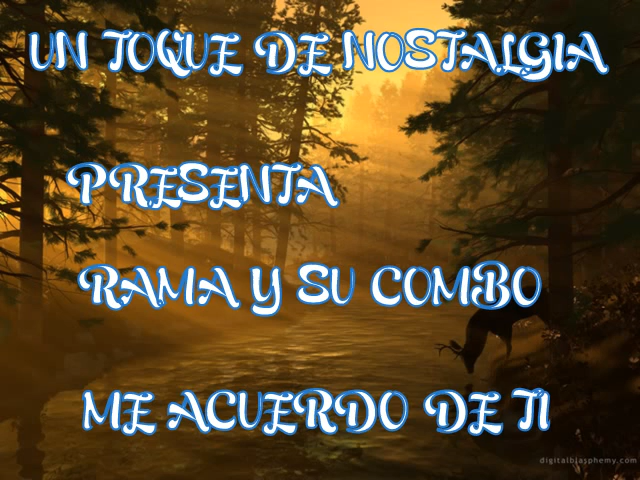 UN TOQUE DE NOSTALGIA
PRESENTA
RAMA Y SU COMBO
ME ACUERDO DE TI
digitalblasphemy.com